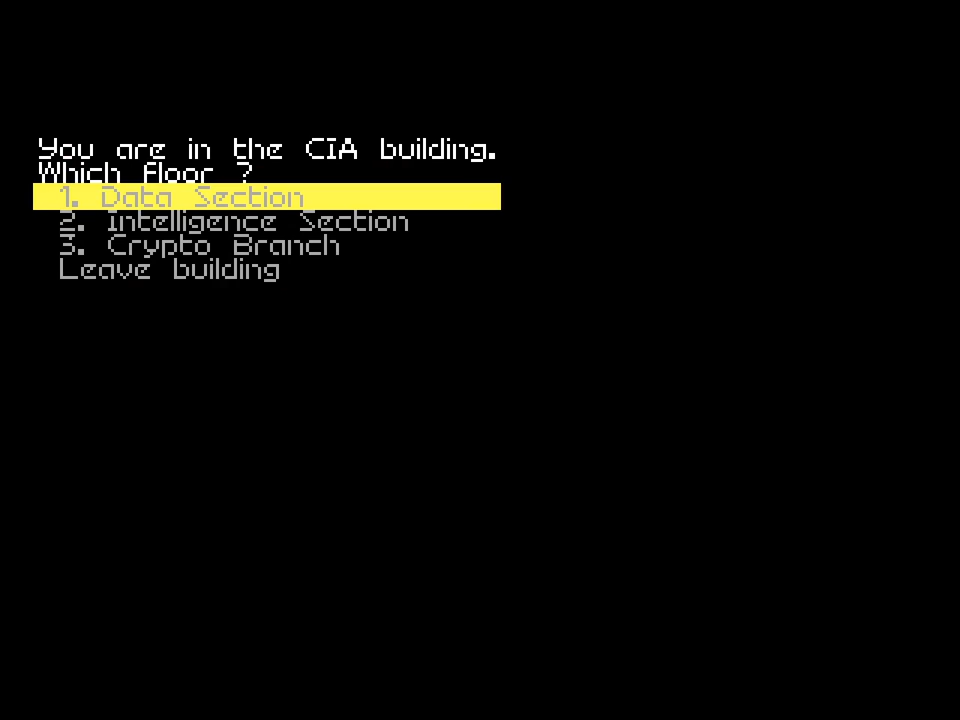 You are in the CIA building.
Which floor ?
1. Data Section
2. Intelligence Section
3. Crypto Branch
Leave building